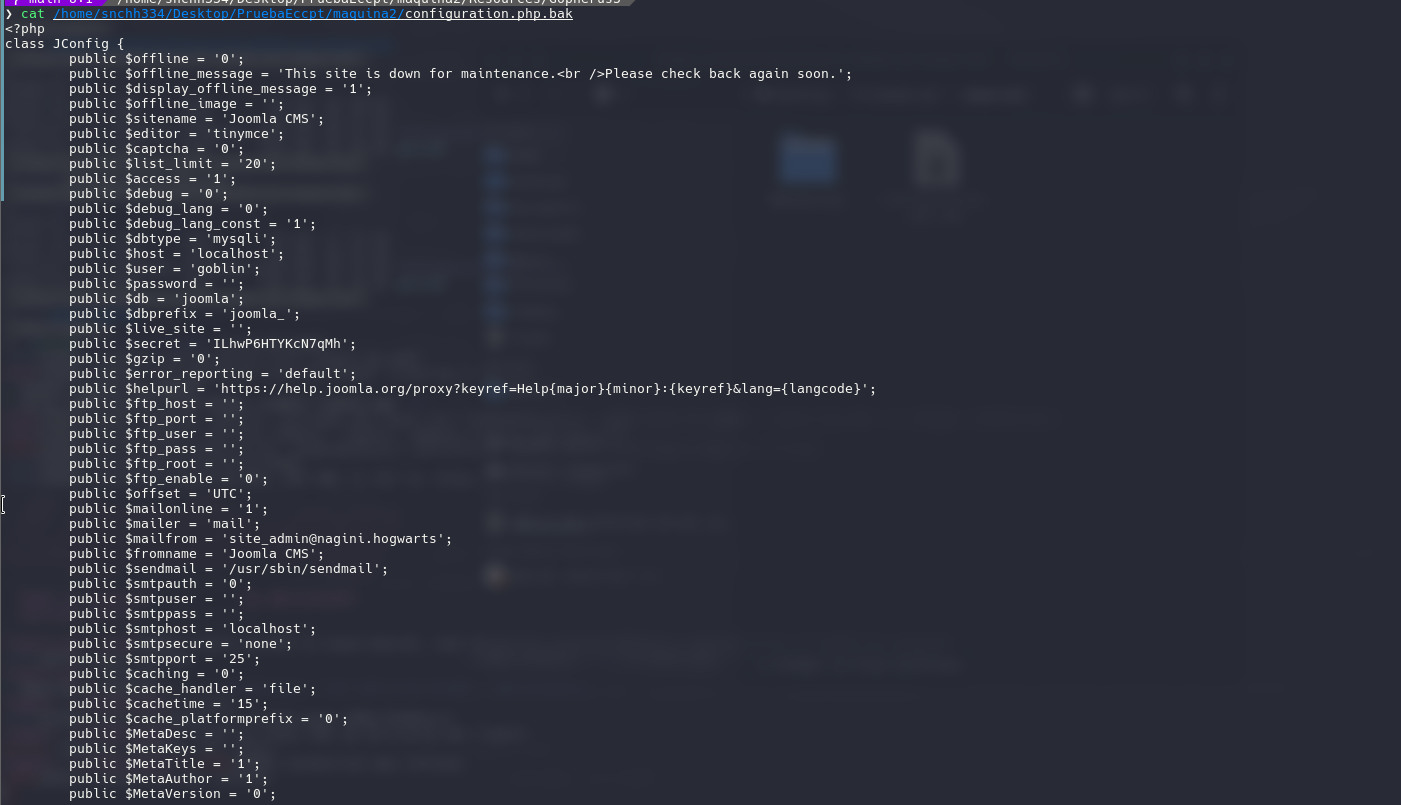 ❯ cat /home/snchh334/Desktop/PruebaEccpt/maquina2/configuration.php.bak
<?php
class JConfig {
        public $offline = '0';
        public $offline_message = 'This site is down for maintenance.<br />Please check back again soon.';
        public $display_offline_message = '1';
        public $offline_image = '';
        public $sitename = 'Joomla CMS';
        public $editor = 'tinymce';
        public $captcha = '0';
        public $list_limit = '20';
        public $access = '1';
        public $debug = '0';
        public $debug_lang = '0';
        public $debug_lang_const = '1';
        public $dbtype = 'mysqli';
        public $host = 'localhost';
        public $user = 'goblin';
        public $password = '';
        public $db = 'joomla';
        public $dbprefix = 'joomla_';
        public $live_site = '';
        public $secret = 'ILhwP6HTYKcN7qMh';
        public $gzip = '0';
        public $error_reporting = 'default';
        public $helpurl = 'https://help.joomla.org/proxy?keyref=Help{major}{minor}:{keyref}&lang={langcode}';
        public $ftp_host = '';
        public $ftp_port = '';
        public $ftp_user = '';
        public $ftp_pass = '';
        public $ftp_root = '';
        public $ftp_enable = '0';
        public $offset = 'UTC';
        public $mailonline = '1';
        public $mailer = 'mail';
        public $mailfrom = 'site_admin@nagini.hogwarts';
        public $fromname = 'Joomla CMS';
        public $sendmail = '/usr/sbin/sendmail';
        public $smtpauth = '0';
        public $smtpuser = '';
        public $smtppass = '';
        public $smtphost = 'localhost';
        public $smtpsecure = 'none';
        public $smtpport = '25';
        public $caching = '0';
        public $cache_handler = 'file';
        public $cachetime = '15';
        public $cache_platformprefix = '0';
        public $MetaDesc = '';
        public $MetaKeys = '';
        public $MetaTitle = '1';
        public $MetaAuthor = '1';
        public $MetaVersion = '0';